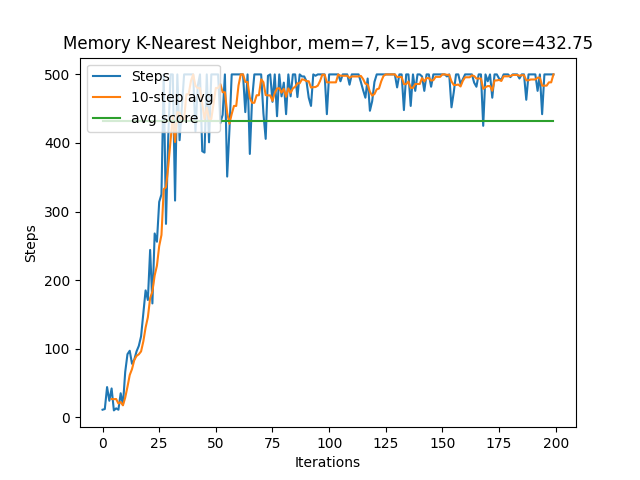 Memory K-Nearest Neighbor, mem=7, k=15, avg score=432.75
Steps
10-step avg
avg score
500
400
300
200
100
0
Steps
0 25 50 75 100 125 150 175 200
Iterations